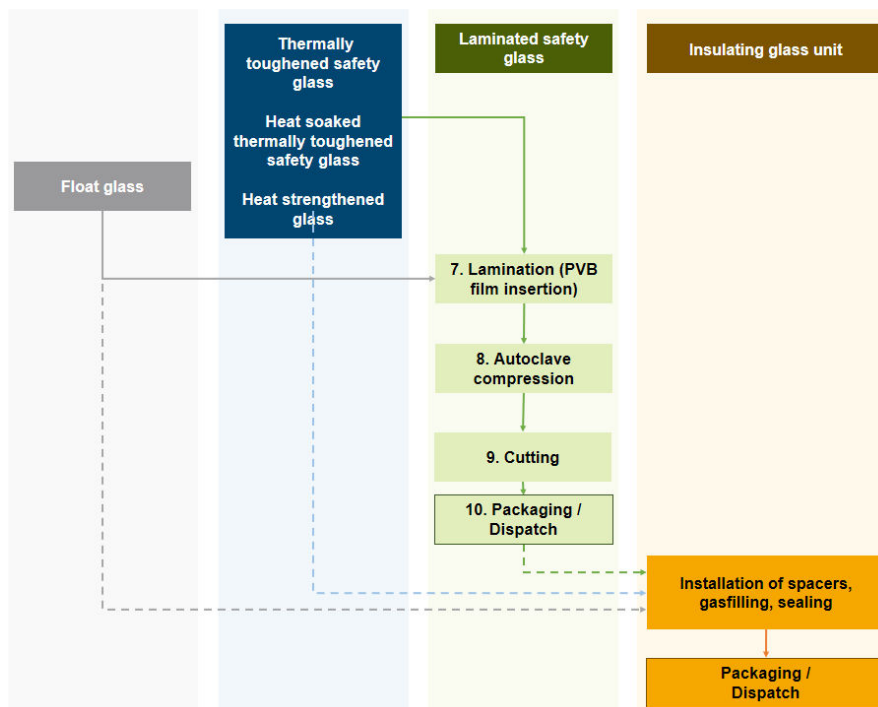 Thermally
toughened safety
glass
Heat soaked
thermally toughened
safety glass
Heat strengthened
glass
Laminated safety
glass
Insulating glass unit
Float glass
7. Lamination (PVB
film insertion)
8. Autoclave
compression
9. Cutting
10. Packaging /
Dispatch
Installation of spacers,
gasfilling, sealing
Packaging /
Dispatch